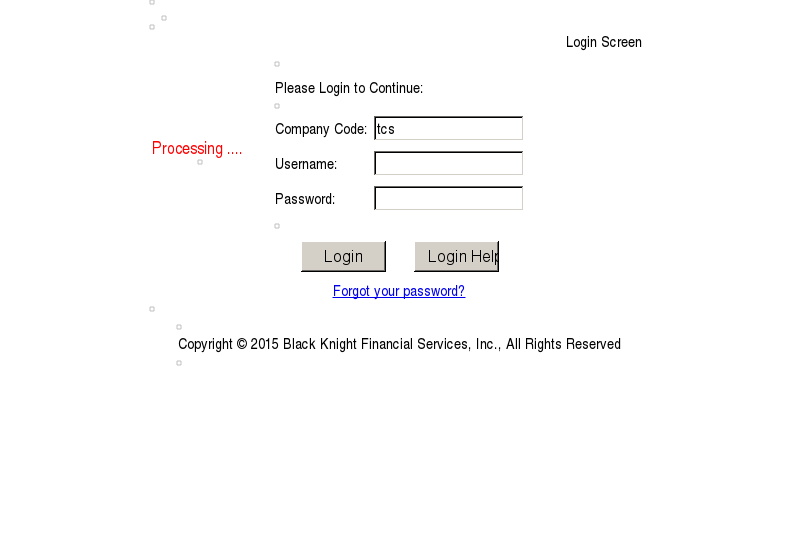 Login Screen
Please Login to Continue:
Company Code: tcs
Processing ....
Username:
Password:
Login Login Help
Forgot your password?
Copyright © 2015 Black Knight Financial Services, Inc., All Rights Reserved